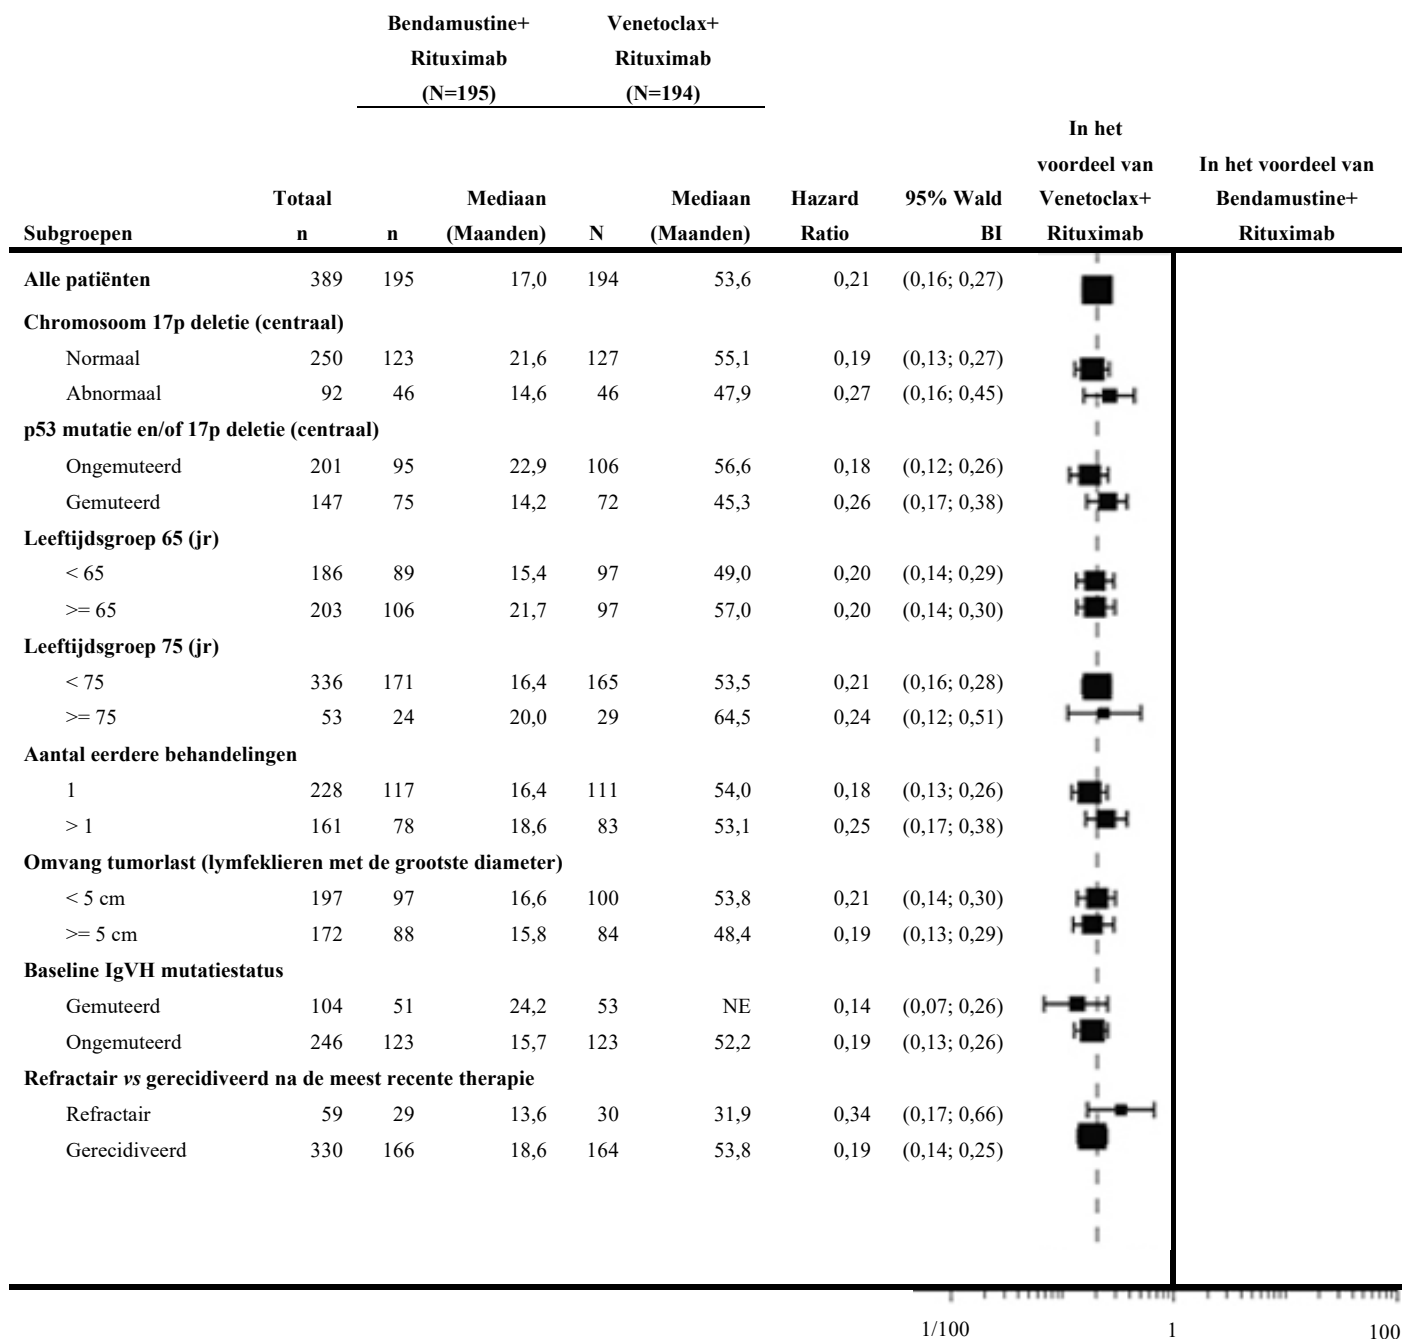 Bendamustine+ Venetoclax+
Rituximab Rituximab
(N=195) (N=194)
In het
voordeel van In het voordeel van
Totaal Mediaan Mediaan Hazard 95% Wald Venetoclax+ Bendamustine+
Subgroepen n n (Maanden) N (Maanden) Ratio BI Rituximab Rituximab
Alle patiënten 389 195 17,0 194 53,6 0,21 (0,16; 0,27)
Chromosoom 17p deletie (centraal)
Normaal 250 123 21,6 127 55,1 0,19 (0,13; 0,27)
Abnormaal 92 46 14,6 46 47,9 0,27 (0,16; 0,45)
p53 mutatie en/of 17p deletie (centraal)
Ongemuteerd 201 95 22,9 106 56,6 0,18 (0,12; 0,26)
Gemuteerd 147 75 14,2 72 45,3 0,26 (0,17; 0,38)
Leeftijdsgroep 65 (jr)
< 65 186 89 15,4 97 49,0 0,20 (0,14; 0,29)
>= 65 203 106 21,7 97 57,0 0,20 (0,14; 0,30)
Leeftijdsgroep 75 (jr)
< 75 336 171 16,4 165 53,5 0,21 (0,16; 0,28)
>= 75 53 24 20,0 29 64,5 0,24 (0,12; 0,51)
Aantal eerdere behandelingen
1 228 117 16,4 111 54,0 0,18 (0,13; 0,26)
> 1 161 78 18,6 83 53,1 0,25 (0,17; 0,38)
Omvang tumorlast (lymfeklieren met de grootste diameter)
< 5 cm 197 97 16,6 100 53,8 0,21 (0,14; 0,30)
>= 5 cm 172 88 15,8 84 48,4 0,19 (0,13; 0,29)
Baseline IgVH mutatiestatus
Gemuteerd 104 51 24,2 53 NE 0,14 (0,07; 0,26)
Ongemuteerd 246 123 15,7 123 52,2 0,19 (0,13; 0,26)
Refractair vs gerecidiveerd na de meest recente therapie
Refractair 59 29 13,6 30 31,9 0,34 (0,17; 0,66)
Gerecidiveerd 330 166 18,6 164 53,8 0,19 (0,14; 0,25)
1/100 1 100